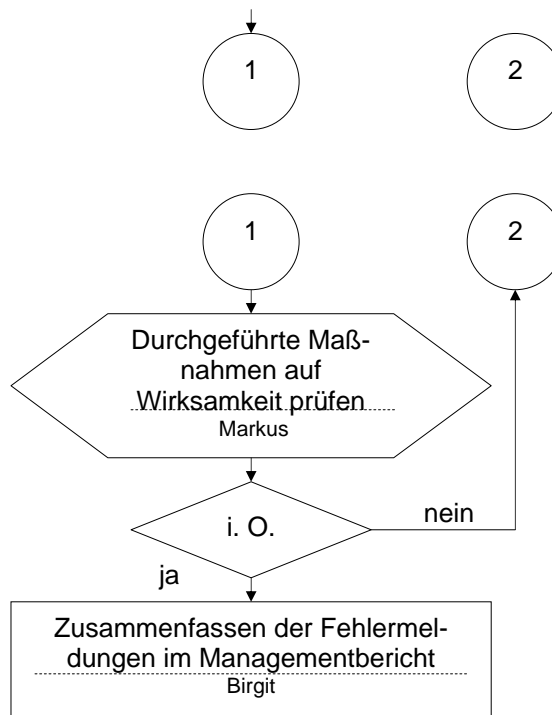 1
2
1
2
Durchgeführte Maß-
nahmen auf
Wirksamkeit prüfen
Markus
i. O.
nein
ja
Zusammenfassen der Fehlermel-
dungen im Managementbericht
Birgit